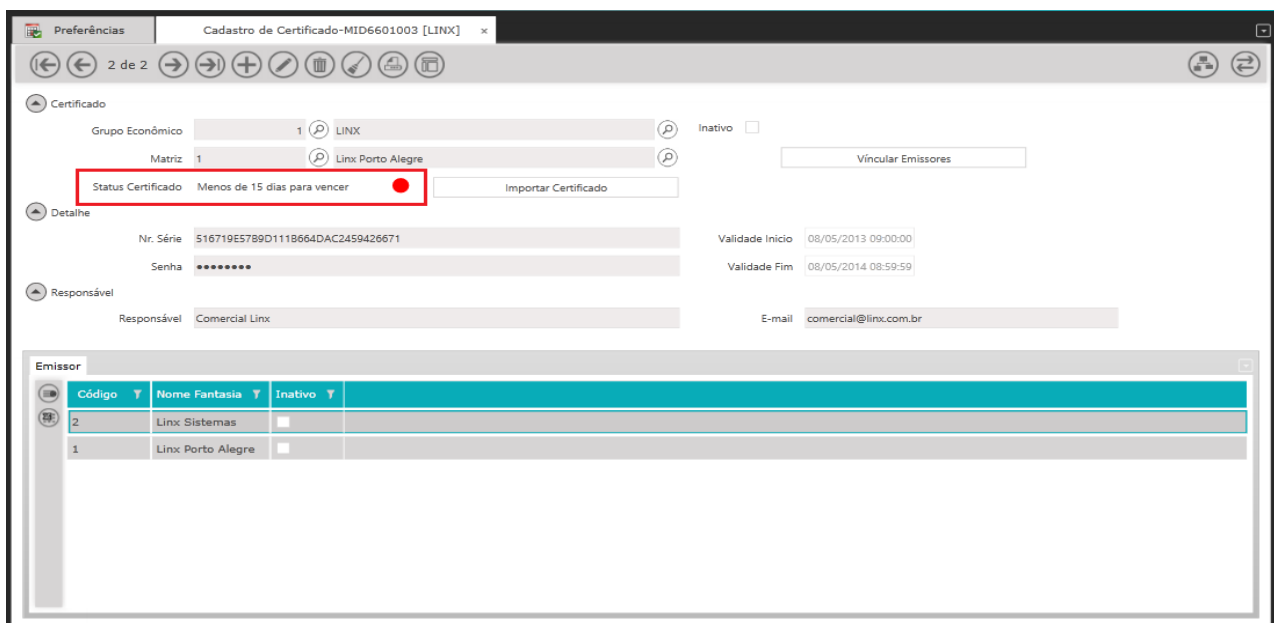 Preferências Cadastro de Certificado-MID6601003 [LINX] ×
2 de 2
Certificado
Grupo Econômico 1 LINX Inativo
Matriz 1 Linx Porto Alegre Víncular Emissores
Status Certificado Menos de 15 dias para vencer Importar Certificado
Detalhe
Nr. Série 516719E5789D111B664DAC2459426671 Validade Inicio 08/05/2013 09:00:00
Senha •••••••• Validade Fim 08/05/2014 08:59:59
Responsável
Responsável Comercial Linx E-mail comercial@linx.com.br
Emissor
Código Nome Fantasia Inativo
2 Linx Sistemas
1 Linx Porto Alegre